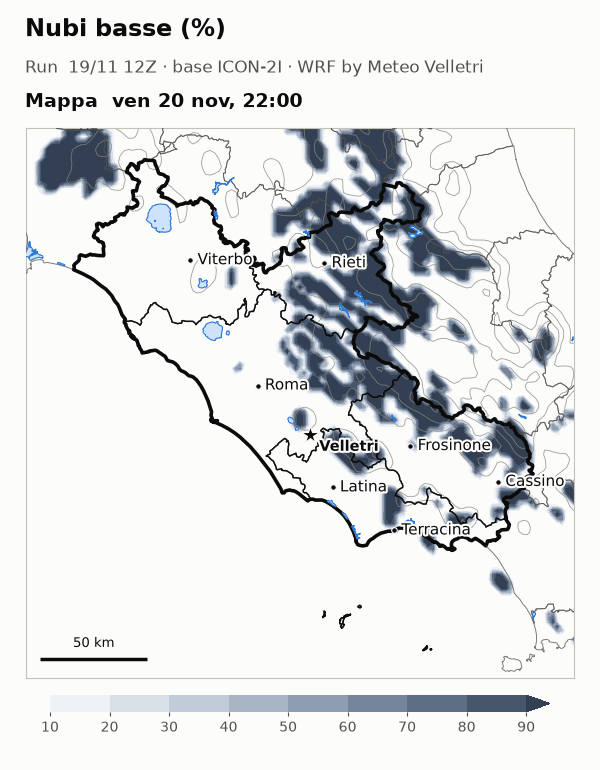 Nubi basse (%)
Run  19/11 12Z · base ICON-2I · WRF by Meteo Velletri
Mappa  ven 20 nov, 22:00
Viterbo
Rieti
Roma
Velletri
Frosinone
Latina
Cassino
Terracina
50 km
10 20 30 40 50 60 70 80 90